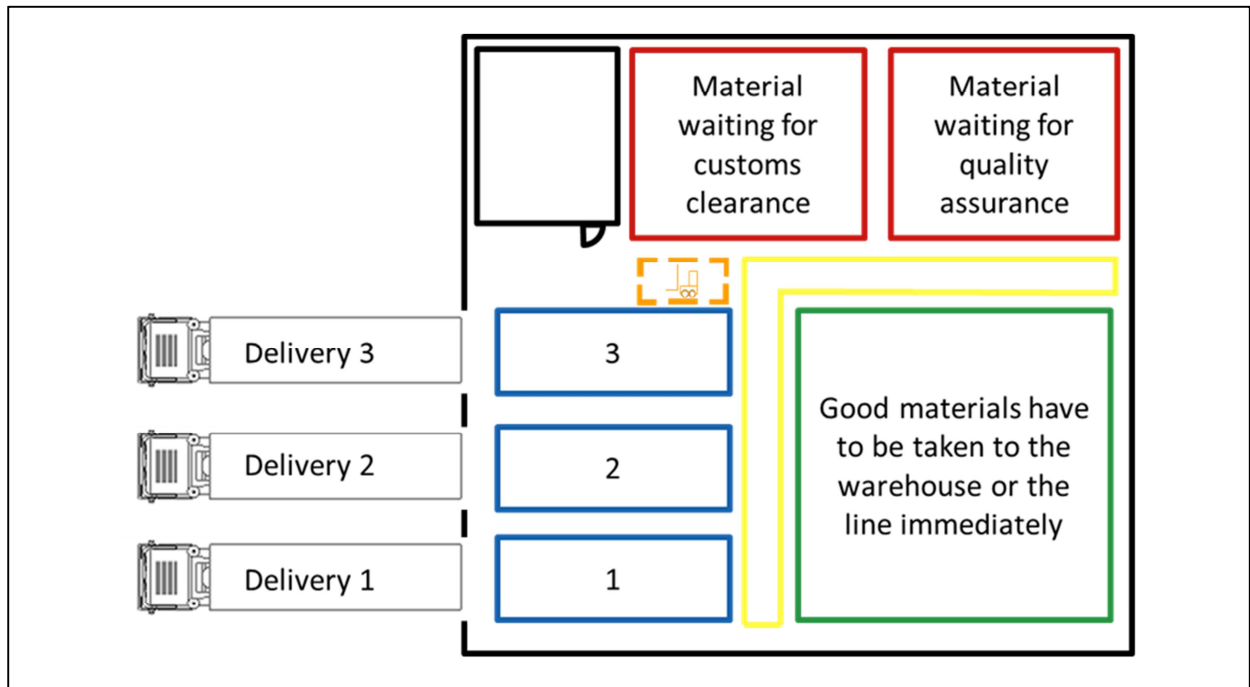 Material
waiting for
customs
clearance
Material
waiting for
quality
assurance
Delivery 3
3
Delivery 2
2
Delivery 1
1
Good materials have
to be taken to the
warehouse or the
line immediately